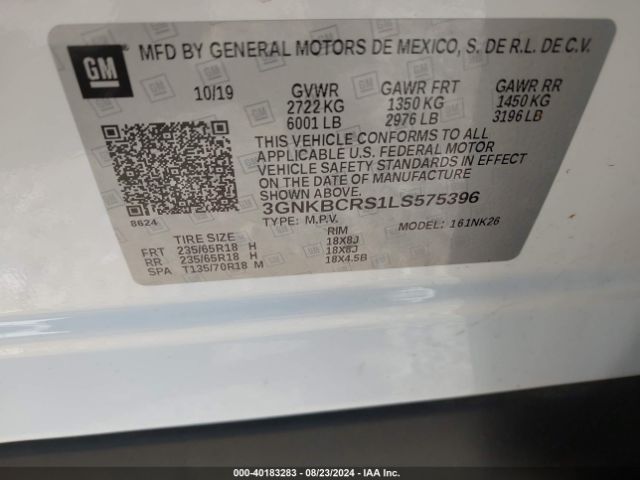 GM
MFD BY GENERAL MOTORS DE MEXICO, S. DE R.L. DE C.V.
10/19 GVWR GAWR FRT GAWR RR
2722 KG 1350 KG 1450 KG
6001 LB 2976 LB 3196 LB
THIS VEHICLE CONFORMS TO ALL
APPLICABLE U.S. FEDERAL MOTOR
VEHICLE SAFETY STANDARDS IN EFFECT
ON THE DATE OF MANUFACTURE
SHOWN ABOVE.
3GNKBCRS1LS575396
8624 TYPE: M.P.V. MODEL: 161NK26
TIRE SIZE RIM
FRT 235/65R18 H 18X8J
RR 235/65R18 H 18X8J
SPA T135/70R18 M 18X4.5B
000-40183283 - 08/23/2024 - IAAI.COM